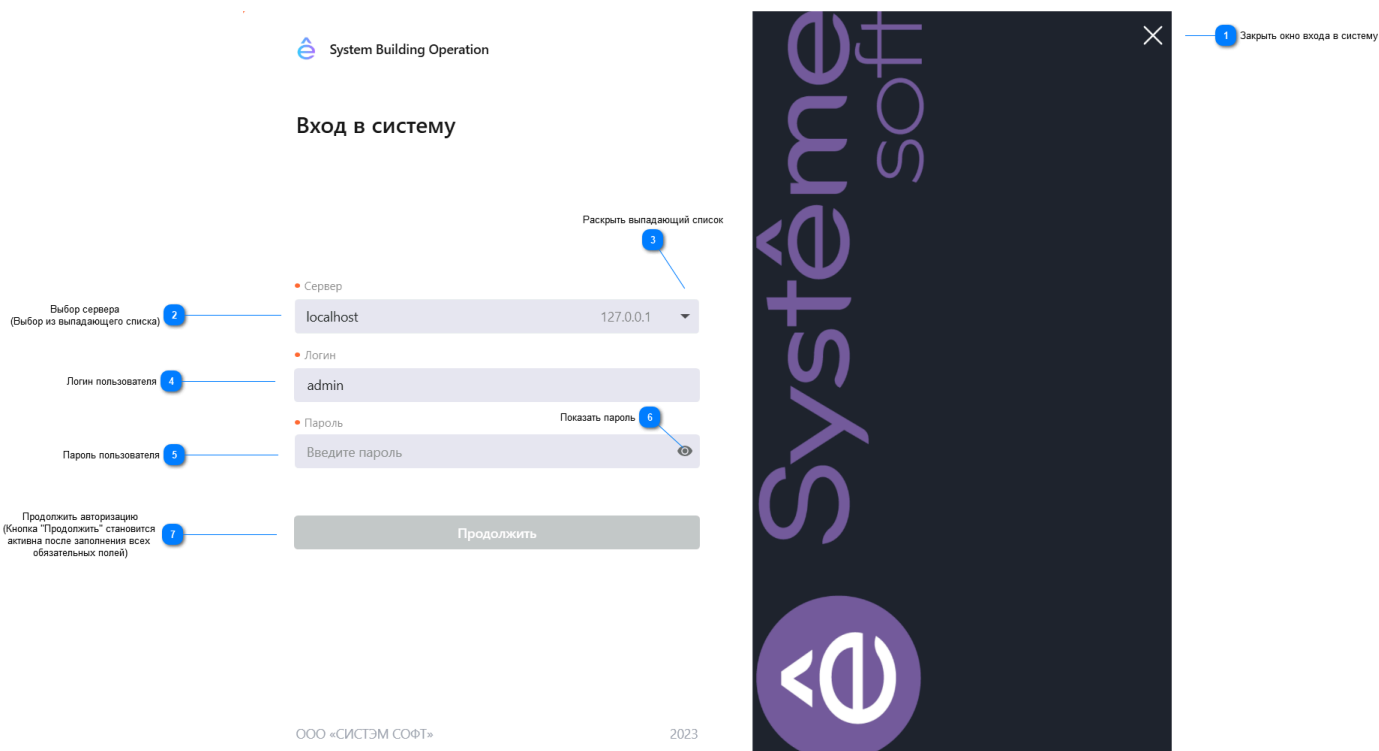 System Building Operation
Systême
soft
1
Закрыть окно входа в систему
Вход в систему
Раскрыть выпадающий список
3
Сервер
Выбор сервера
(Выбор из выпадающего списка)
2
localhost 127.0.0.1
Логин
Логин пользователя
4
admin
Пароль
Показать пароль
6
Пароль пользователя
5
Введите пароль
Продолжить авторизацию
(Кнопка "Продолжить" становится
активна после заполнения всех
обязательных полей)
7
Продолжить
ê
ООО «СИСТЭМ СОФТ» 2023